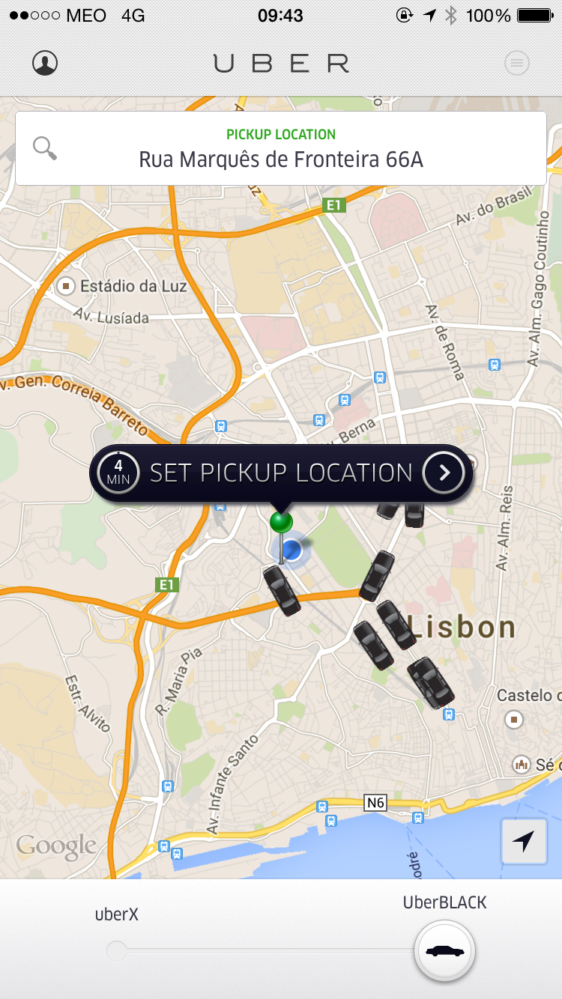 MEO 4G 09:43 100%
UBER
PICKUP LOCATION
Rua Marquês de Fronteira 66A
E1
Av. do Brasil
Av. Alm. Gago Coutinho
Estádio da Luz
Av. Lusíada
Av. de Roma
v. Gen. Correia Barreto
Berna
4
MIN
SET PICKUP LOCATION
Av. Alm. Reis
E1
Lisbon
R. Maria Pia
Estr. Alvito
Castelo d
Av. Infante Santo
Sé d
N6
Google
odré
uberX
UberBLACK